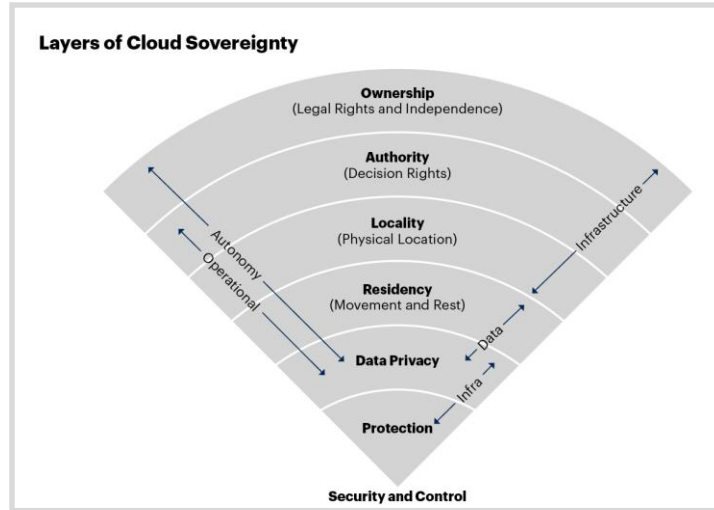 Layers of Cloud Sovereignty
Ownership
(Legal Rights and Independence)
Authority
(Decision Rights)
Locality
(Physical Location)
Residency
(Movement and Rest)
Data Privacy
Protection
Security and Control
Autonomy
Operational
Infrastructure
Data
Infra